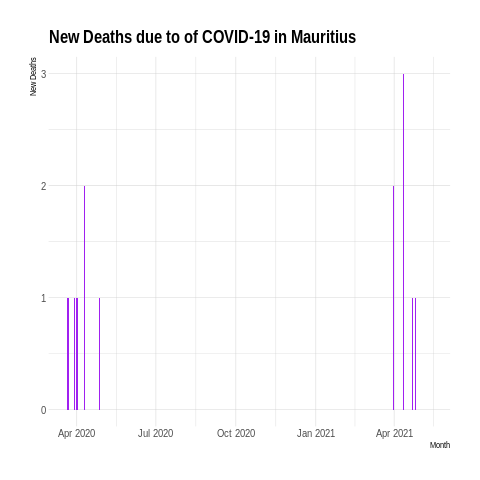 New Deaths due to of COVID-19 in Mauritius
New Deaths
3
2
1
0
Apr 2020 Jul 2020 Oct 2020 Jan 2021 Apr 2021
Month